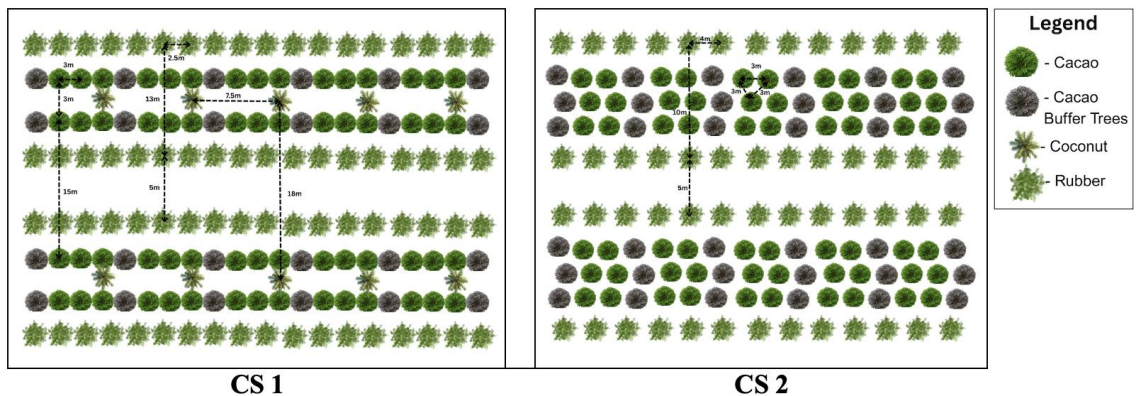 2.5m
3m
3m
13m
7.5m
15m
5m
18m
CS 1
4m
3m
3m
3m
10m
5m
CS 2
Legend
- Cacao
- Cacao
Buffer Trees
- Coconut
- Rubber